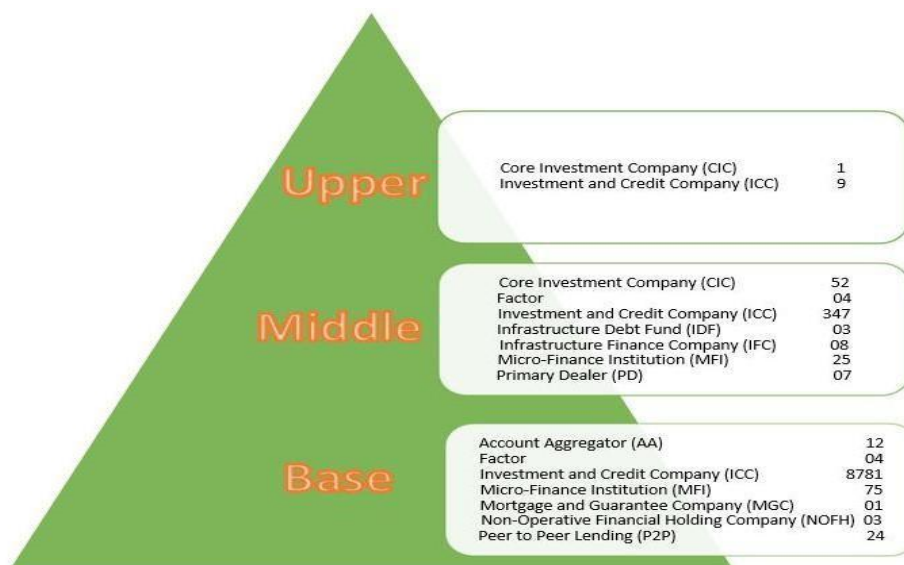 Upper
Core Investment Company (CIC) 1
Investment and Credit Company (ICC) 9
Middle
Core Investment Company (CIC) 52
Factor 04
Investment and Credit Company (ICC) 347
Infrastructure Debt Fund (IDF) 03
Infrastructure Finance Company (IFC) 08
Micro-Finance Institution (MFI) 25
Primary Dealer (PD) 07
Base
Account Aggregator (AA) 12
Factor 04
Investment and Credit Company (ICC) 8781
Micro-Finance Institution (MFI) 75
Mortgage and Guarantee Company (MGC) 01
Non-Operative Financial Holding Company (NOFH) 03
Peer to Peer Lending (P2P) 24